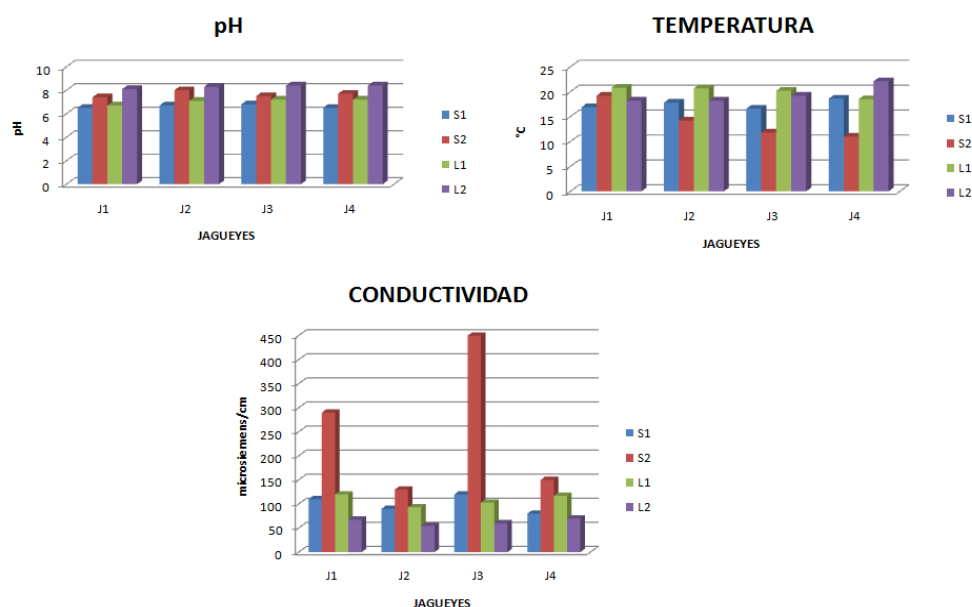 pH
10
8
6
4
2
0
pH
J1 J2 J3 J4
JAGUEYES
S1
S2
L1
L2
TEMPERATURA
25
20
15
10
5
0
°C
J1 J2 J3 J4
JAGUEYES
S1
S2
L1
L2
CONDUCTIVIDAD
450
400
350
300
250
200
150
100
50
0
microsiemens/cm
J1 J2 J3 J4
JAGUEYES
S1
S2
L1
L2